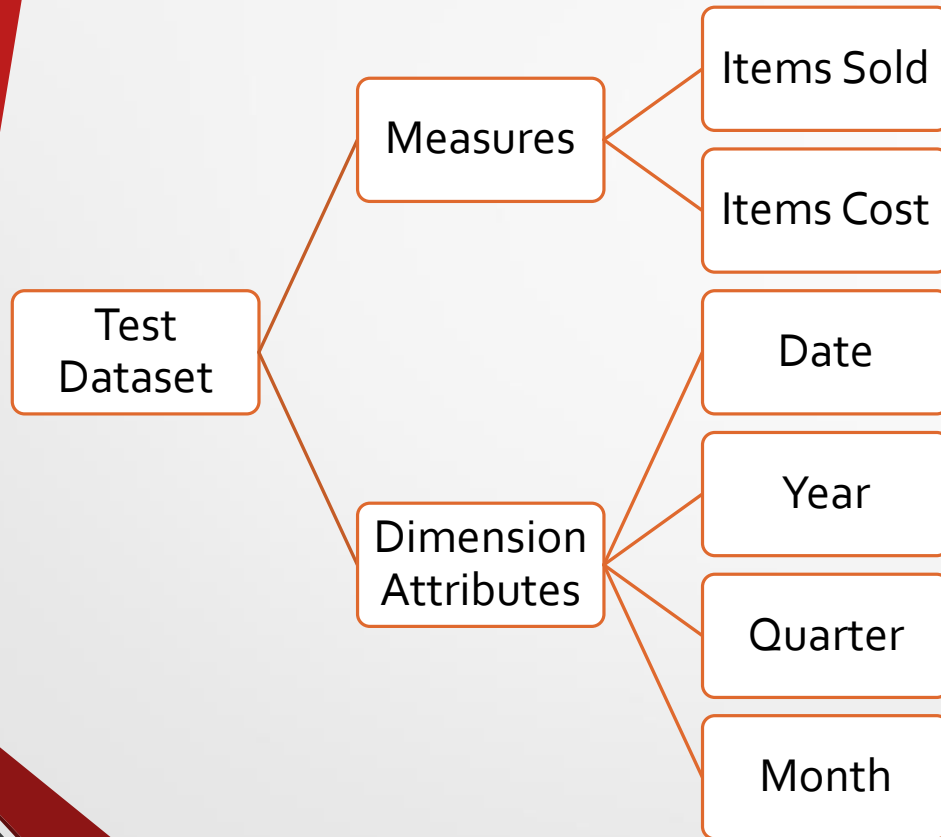 Test
Dataset
Measures
Items Sold
Items Cost
Dimension
Attributes
Date
Year
Quarter
Month